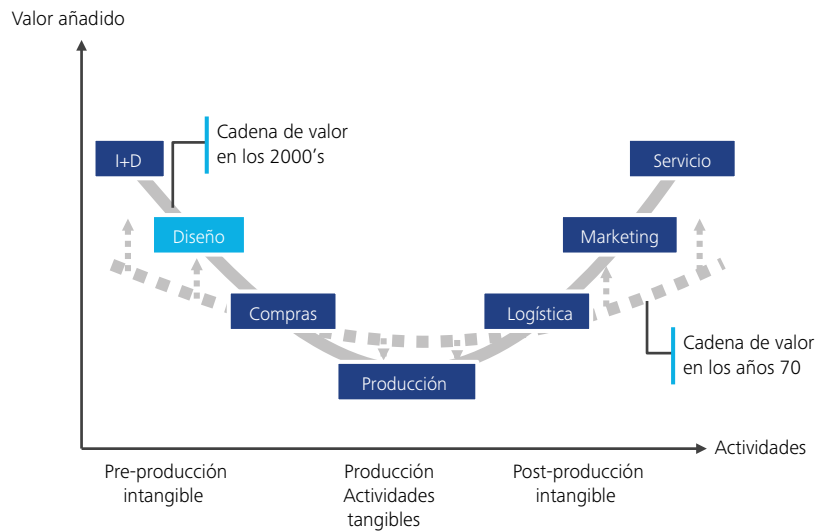 Valor añadido
Cadena de valor
en los 2000's
I+D
Servicio
Diseño
Marketing
Compras
Logística
Cadena de valor
en los años 70
Producción
Actividades
Pre-producción
intangible
Producción
Actividades
tangibles
Post-producción
intangible